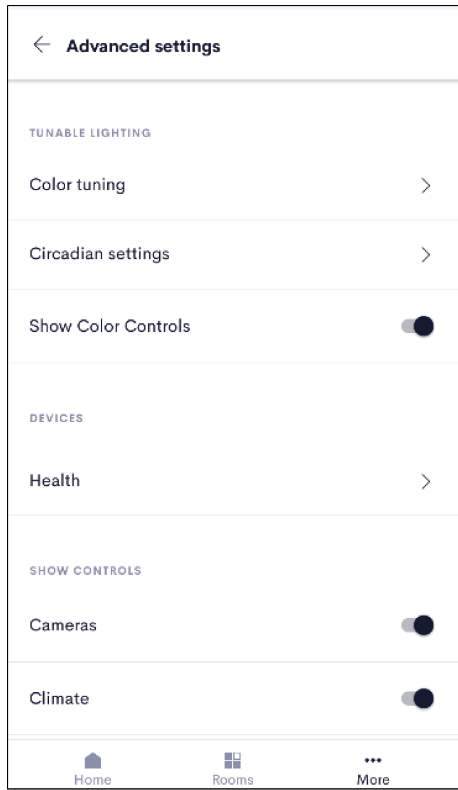 Advanced settings
TUNABLE LIGHTING
Color tuning
Circadian settings
Show Color Controls
DEVICES
Health
SHOW CONTROLS
Cameras
Climate
Home Rooms More